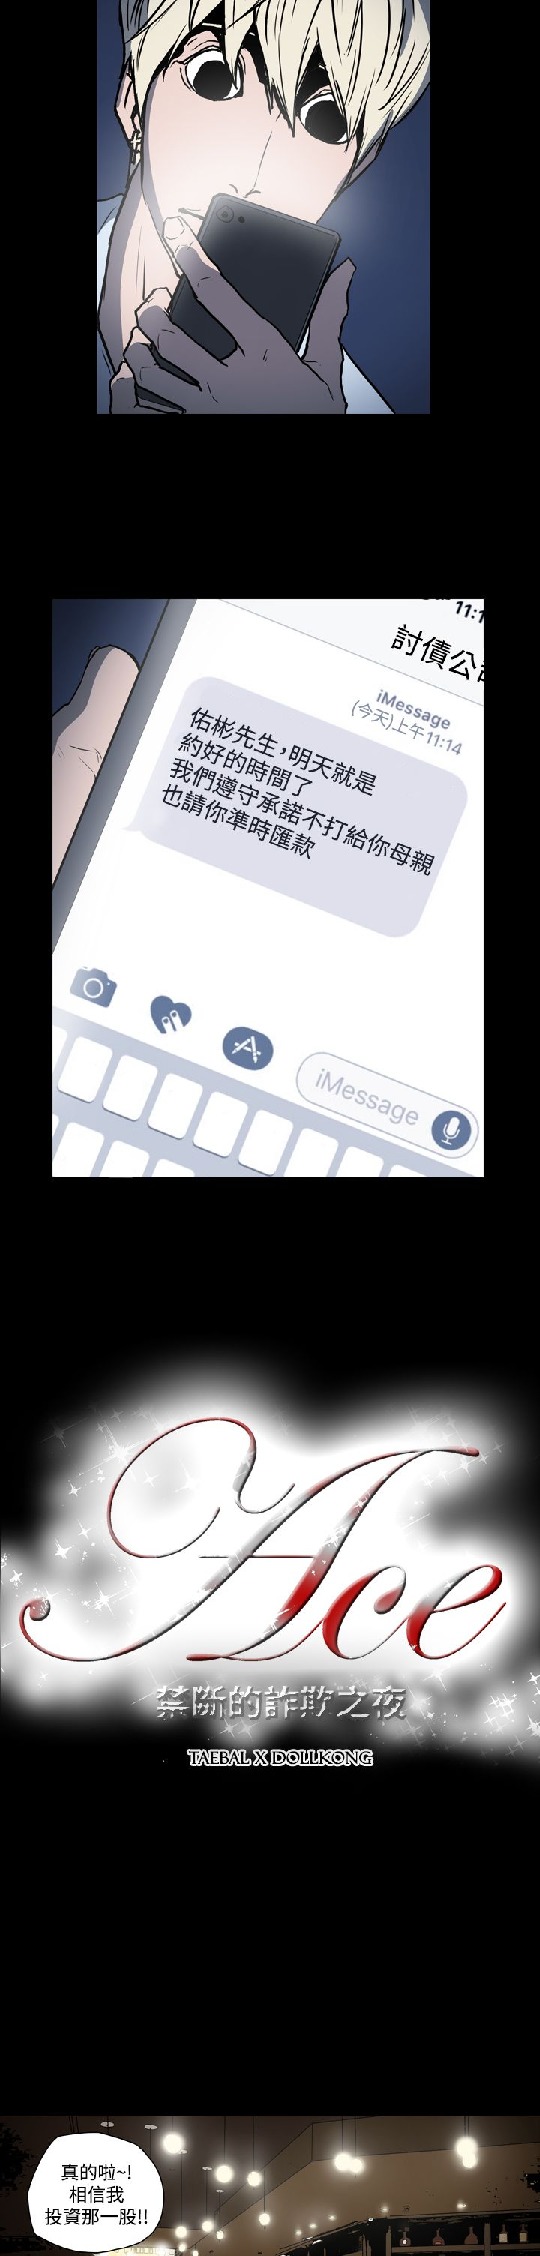 11:1
討債公司
iMessage
(今天)上午11:14
佑彬先生，明天就是
約好的時間了
我們遵守承諾不打給你母親
也請你準時匯款
iMessage
Ace
禁斷的詐欺之夜
TAEBAL X DOLLKONG
真的啦~!
相信我
投資那一股!!